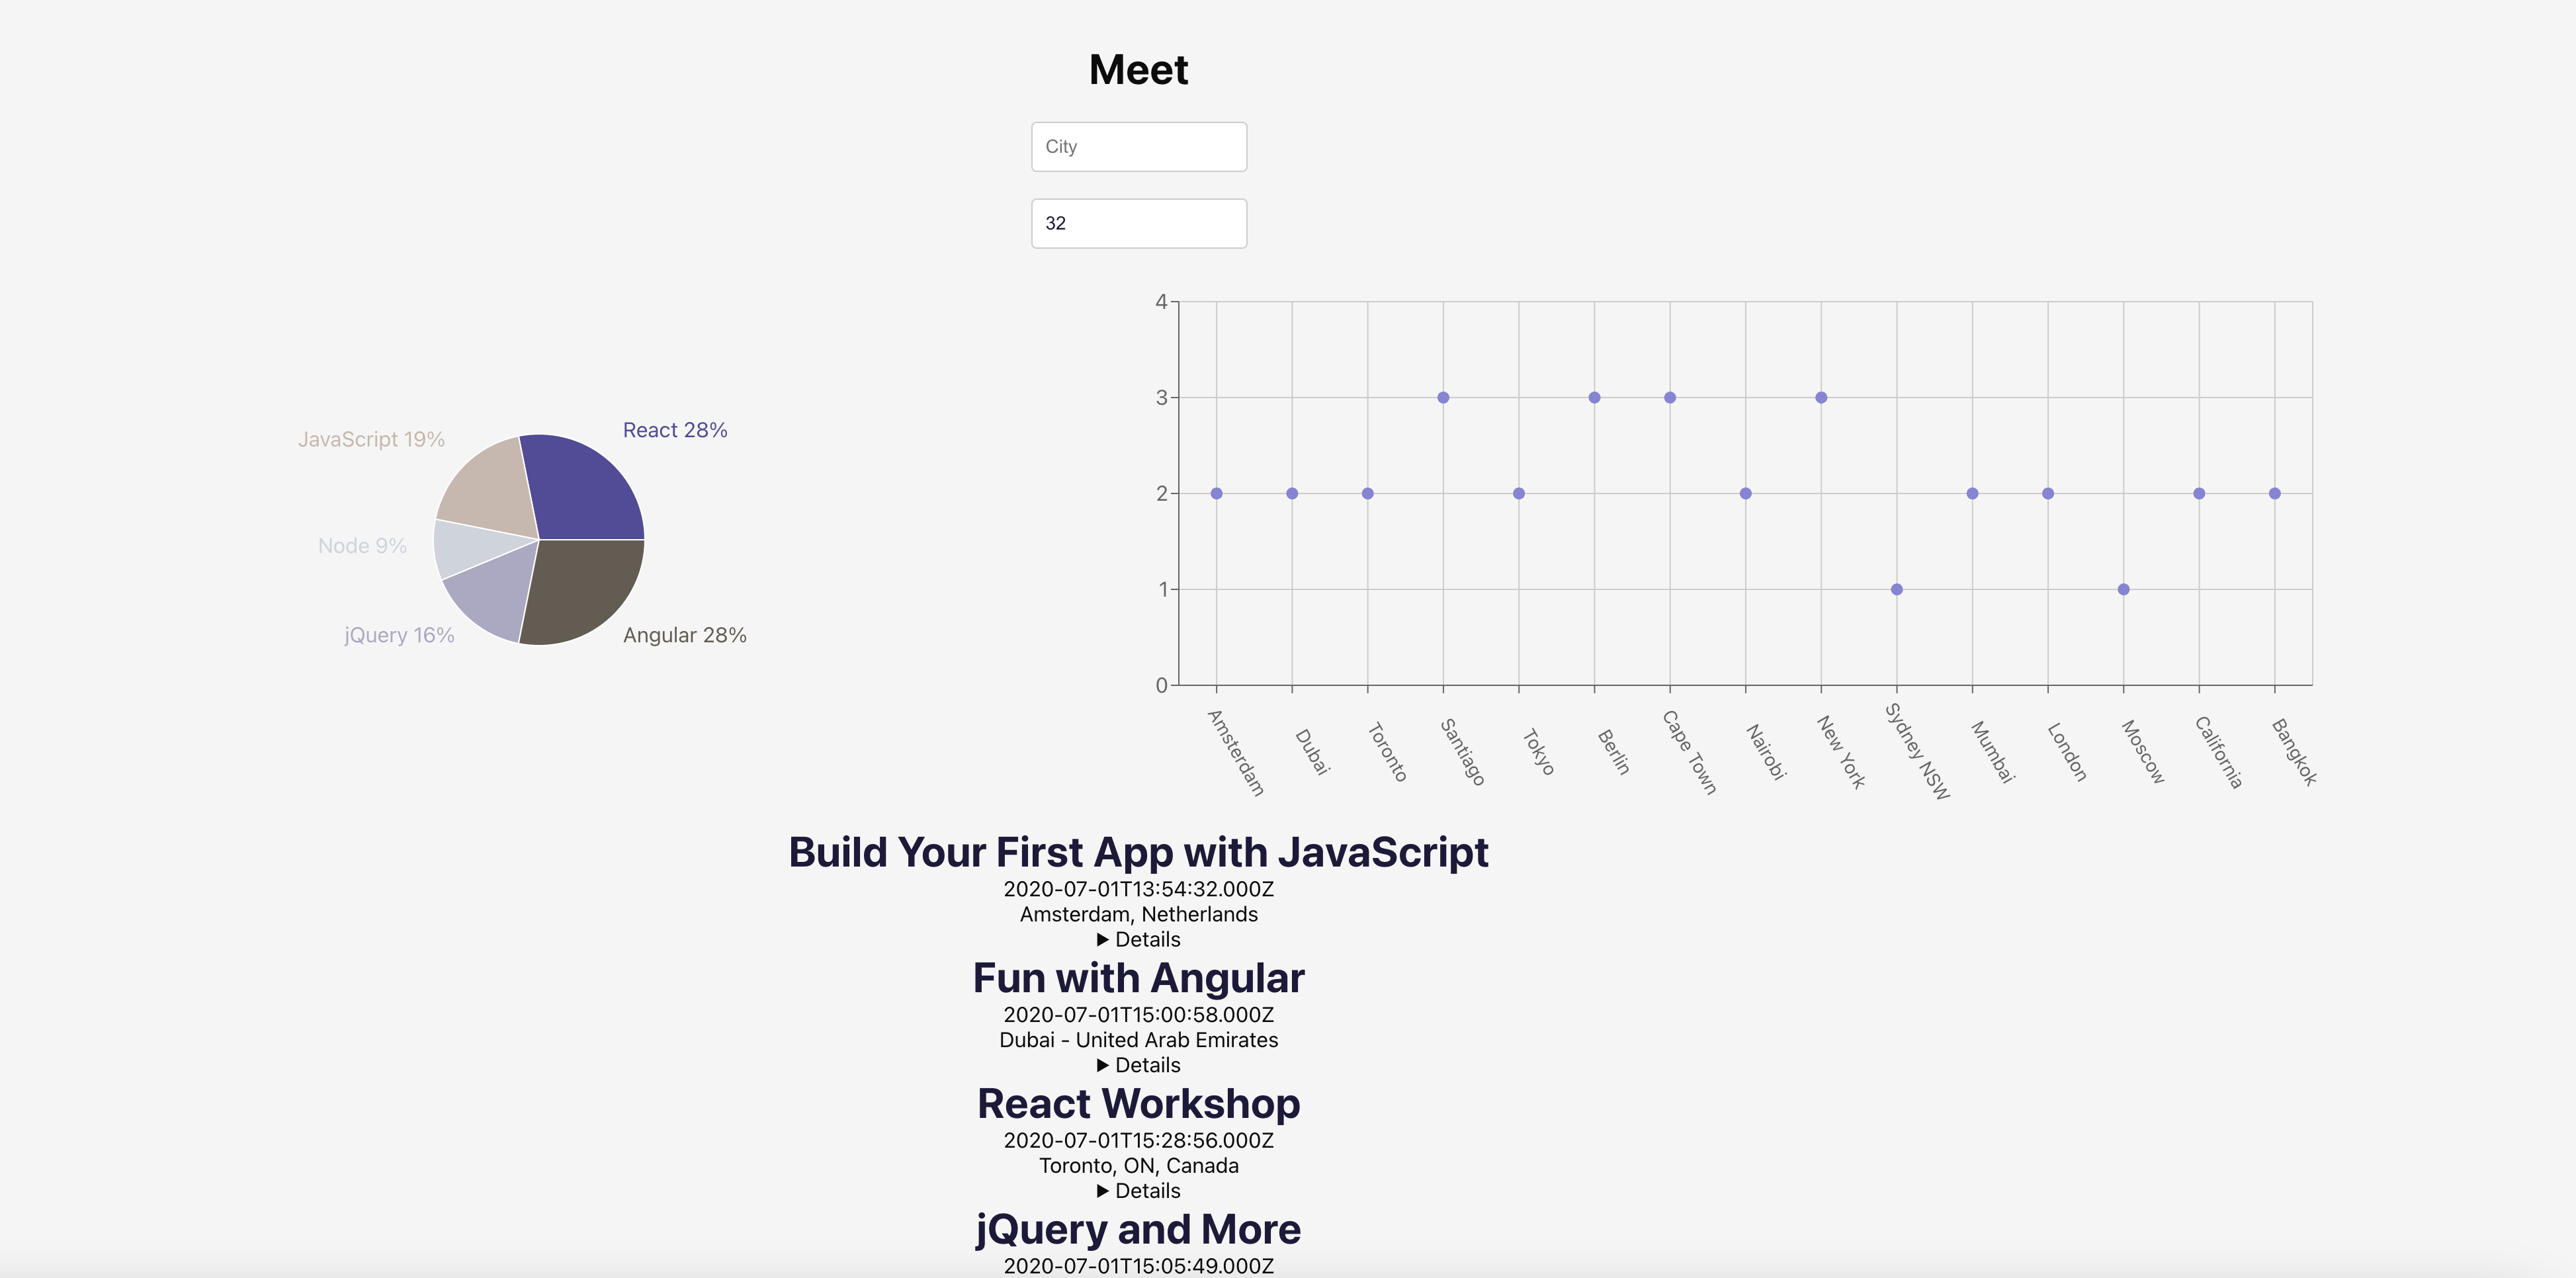 Meet
City
32
JavaScript 19%
React 28%
Node 9%
jQuery 16%
Angular 28%
4
3
2
1
0
Amsterdam
Dubai
Toronto
Santiago
Tokyo
Berlin
Cape Town
Nairobi
New York
Sydney NSW
Mumbai
London
Moscow
California
Bangkok
Build Your First App with JavaScript
2020-07-01T13:54:32.000Z
Amsterdam, Netherlands
▶ Details
Fun with Angular
2020-07-01T15:00:58.000Z
Dubai - United Arab Emirates
▶ Details
React Workshop
2020-07-01T15:28:56.000Z
Toronto, ON, Canada
▶ Details
jQuery and More
2020-07-01T15:05:49.000Z